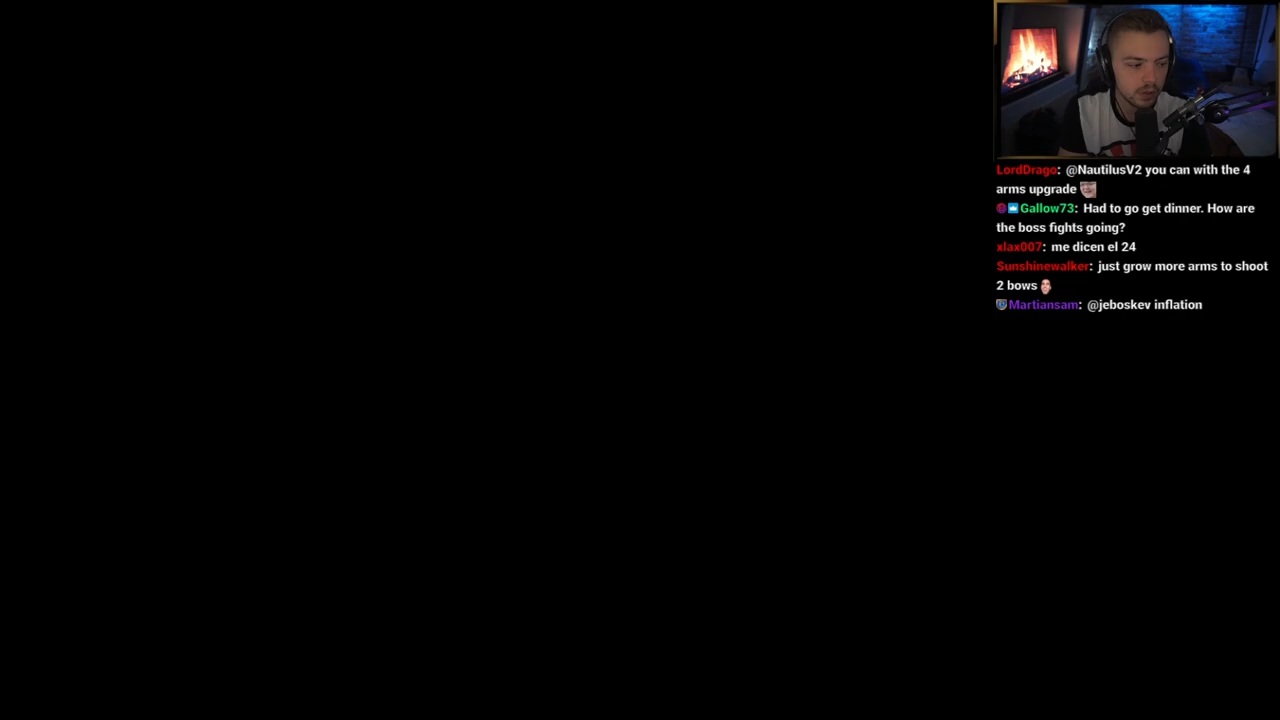 LordDrago: @NautilusV2 you can with the 4
arms upgrade
Gallow73: Had to go get dinner. How are
the boss fights going?
xlax007: me dicen el 24
Sunshinewalker: just grow more arms to shoot
2 bows
Martiansam: @jeboskev inflation